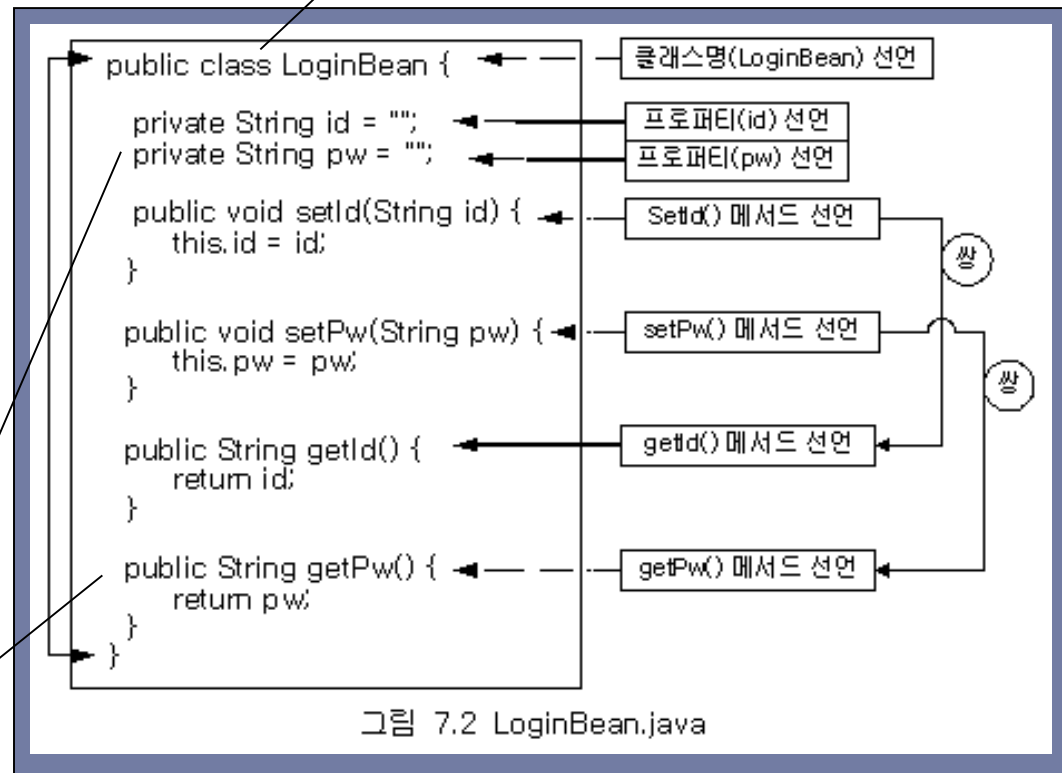 public class LoginBean {
클래스명(LoginBean) 선언
private String id = "";
프로퍼티(id) 선언
private String pw = "";
프로퍼티(pw) 선언
public void setId(String id) {
SetId() 메서드 선언
this.id = id;
}
쌍
public void setPw(String pw) {
setPw() 메서드 선언
this.pw = pw;
}
쌍
public String getId() {
getId() 메서드 선언
return id;
}
public String getPw() {
getPw() 메서드 선언
return pw;
}
}
그림 7.2 LoginBean.java